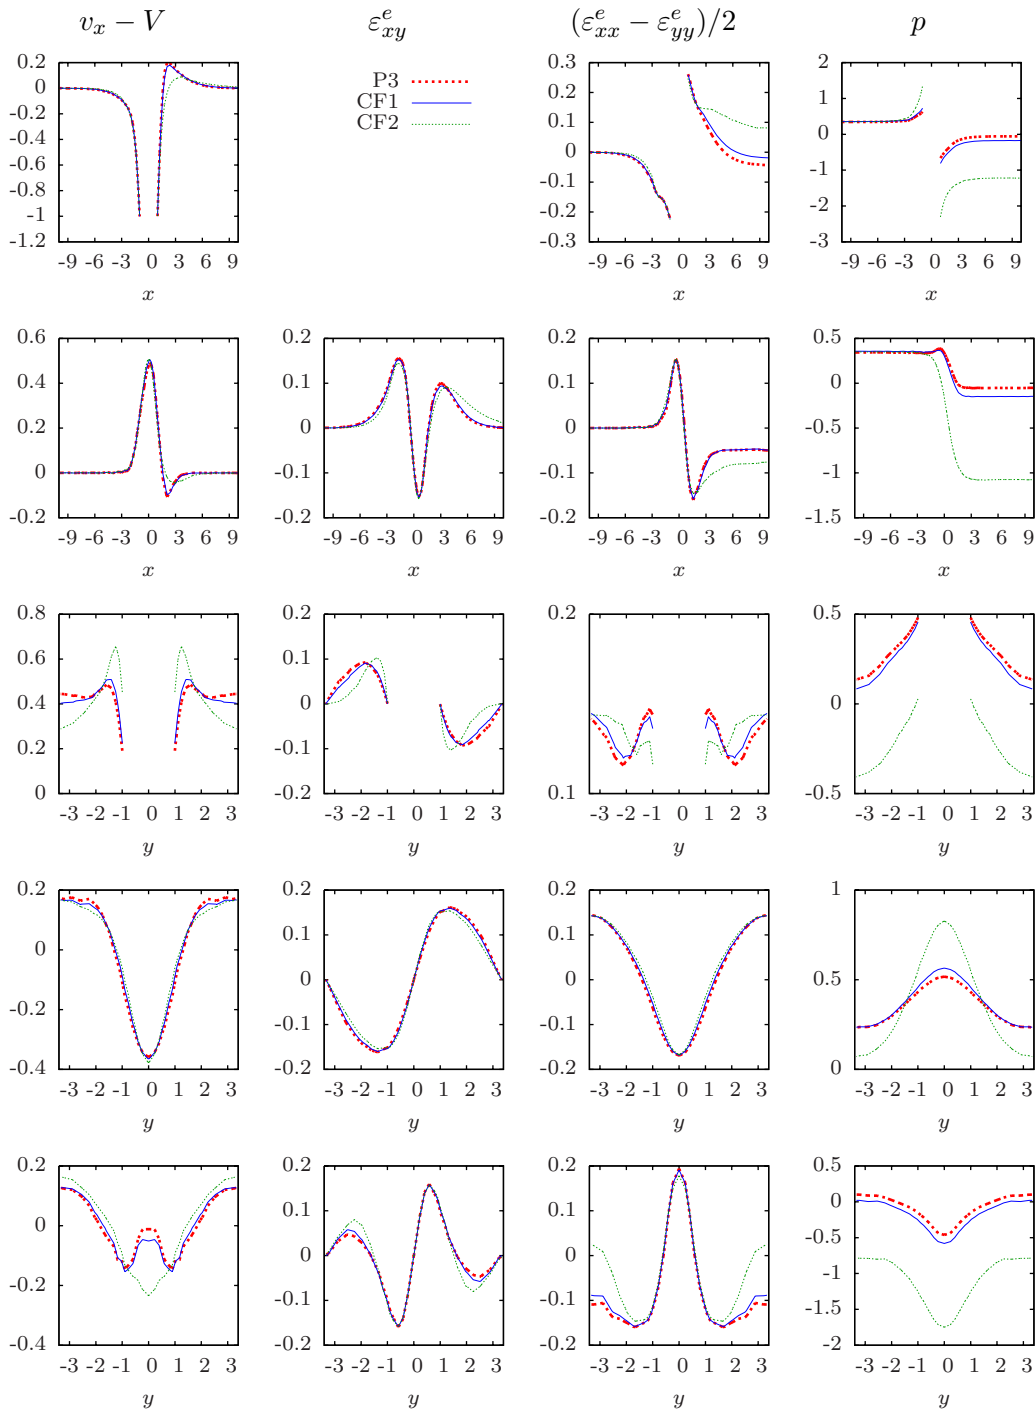 v_x − V ε^e_xy (ε^e_xx − ε^e_yy)/2 p
P3
CF1
CF2
0.2 0 -0.2 -0.4 -0.6 -0.8 -1 -1.2
-9 -6 -3 0 3 6 9
x
0.3 0.2 0.1 0 -0.1 -0.2 -0.3
-9 -6 -3 0 3 6 9
x
2 1 0 -1 -2 -3
-9 -6 -3 0 3 6 9
x
0.6 0.4 0.2 0 -0.2
-9 -6 -3 0 3 6 9
x
0.2 0.1 0 -0.1 -0.2
-9 -6 -3 0 3 6 9
x
0.2 0.1 0 -0.1 -0.2
-9 -6 -3 0 3 6 9
x
0.5 0 -0.5 -1 -1.5
-9 -6 -3 0 3 6 9
x
0.8 0.6 0.4 0.2 0
-3 -2 -1 0 1 2 3
y
0.2 0.1 0 -0.1 -0.2
-3 -2 -1 0 1 2 3
y
0.2 0.1
-3 -2 -1 0 1 2 3
y
0.5 0 -0.5
-3 -2 -1 0 1 2 3
y
0.2 0 -0.2 -0.4
-3 -2 -1 0 1 2 3
y
0.2 0.1 0 -0.1 -0.2
-3 -2 -1 0 1 2 3
y
0.2 0.1 0 -0.1 -0.2
-3 -2 -1 0 1 2 3
y
1 0.5 0
-3 -2 -1 0 1 2 3
y
0.2 0 -0.2 -0.4
-3 -2 -1 0 1 2 3
y
0.2 0.1 0 -0.1 -0.2
-3 -2 -1 0 1 2 3
y
0.2 0.1 0 -0.1 -0.2
-3 -2 -1 0 1 2 3
y
0.5 0 -0.5 -1 -1.5 -2
-3 -2 -1 0 1 2 3
y